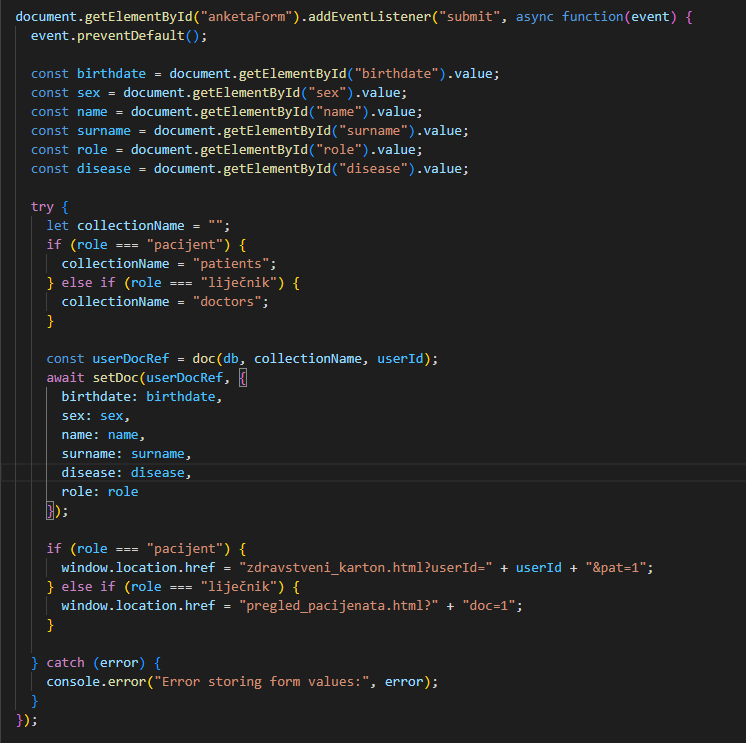 document.getElementById("anketaForm").addEventListener("submit", async function(event) {
  event.preventDefault();

  const birthdate = document.getElementById("birthdate").value;
  const sex = document.getElementById("sex").value;
  const name = document.getElementById("name").value;
  const surname = document.getElementById("surname").value;
  const role = document.getElementById("role").value;
  const disease = document.getElementById("disease").value;

  try {
    let collectionName = "";
    if (role === "pacijent") {
      collectionName = "patients";
    } else if (role === "liječnik") {
      collectionName = "doctors";
    }

    const userDocRef = doc(db, collectionName, userId);
    await setDoc(userDocRef, {
      birthdate: birthdate,
      sex: sex,
      name: name,
      surname: surname,
      disease: disease,
      role: role
    });

    if (role === "pacijent") {
      window.location.href = "zdravstveni_karton.html?userId=" + userId + "&pat=1";
    } else if (role === "liječnik") {
      window.location.href = "pregled_pacijenata.html?" + "doc=1";
    }

  } catch (error) {
    console.error("Error storing form values:", error);
  }
});